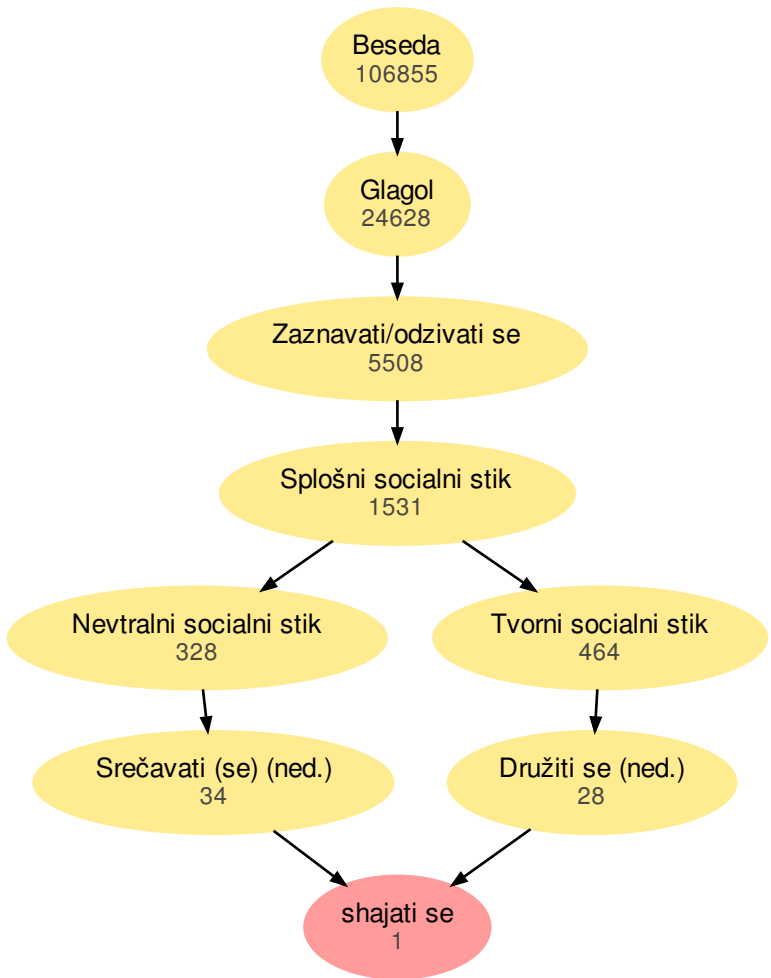 Beseda
106855
Glagol
24628
Zaznavati/odzivati se
5508
Splošni socialni stik
1531
Nevtralni socialni stik
328
Tvorni socialni stik
464
Srečavati (se) (ned.)
34
Družiti se (ned.)
28
shajati se
1